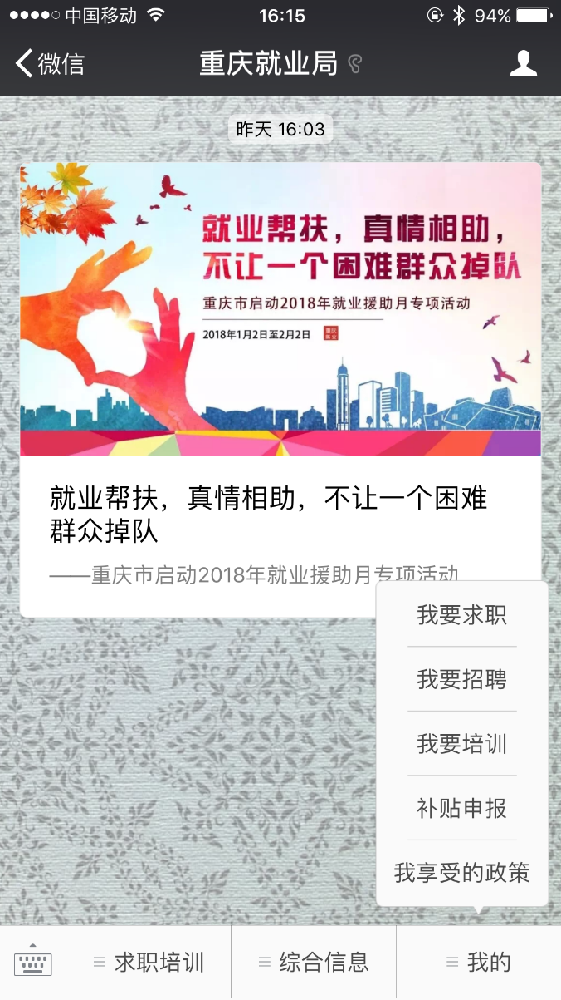 中国移动 16:15 94%
微信 重庆就业局
昨天 16:03
就业帮扶，真情相助，
不让一个困难群众掉队
重庆市启动2018年就业援助月专项活动
2018年1月2日至2月2日
重庆
就业
就业帮扶，真情相助，不让一个困难
群众掉队
——重庆市启动2018年就业援助月专项活动
我要求职
我要招聘
我要培训
补贴申报
我享受的政策
求职培训 综合信息 我的